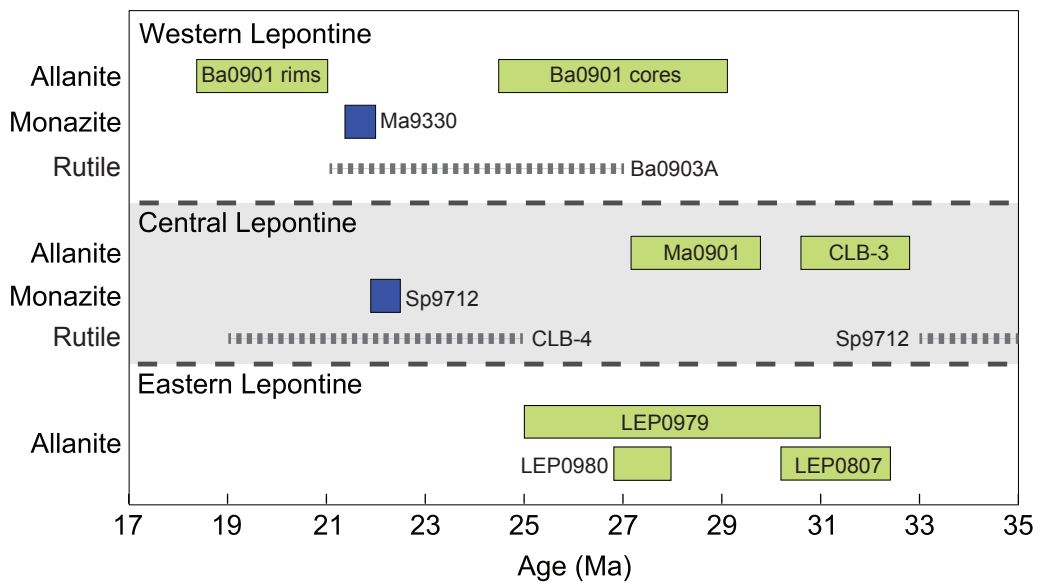 Western Lepontine
Allanite
Ba0901 rims
Ba0901 cores
Monazite
Ma9330
Rutile
Ba0903A
Central Lepontine
Allanite
Ma0901
CLB-3
Monazite
Sp9712
Rutile
CLB-4
Sp9712
Eastern Lepontine
Allanite
LEP0979
LEP0980
LEP0807
17 19 21 23 25 27 29 31 33 35
Age (Ma)